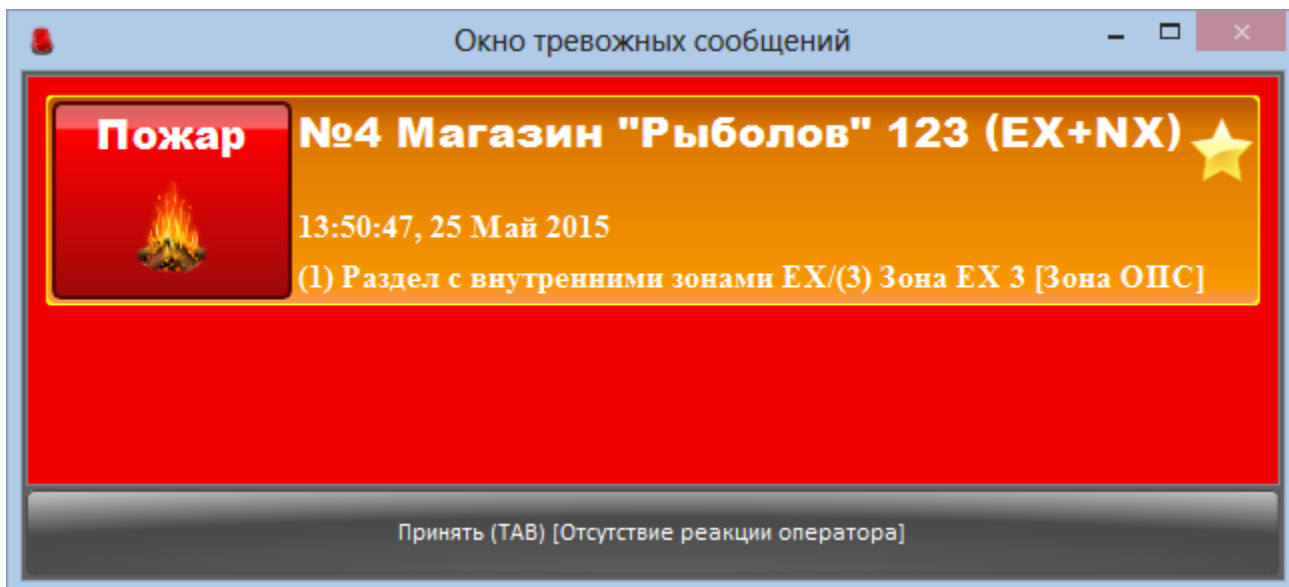 Окно тревожных сообщений
Пожар
№4 Магазин "Рыболов" 123 (EX+NX)
13:50:47, 25 Май 2015
(1) Раздел с внутренними зонами EX/(3) Зона EX 3 [Зона ОПС]
Принять (TAB) [Отсутствие реакции оператора]